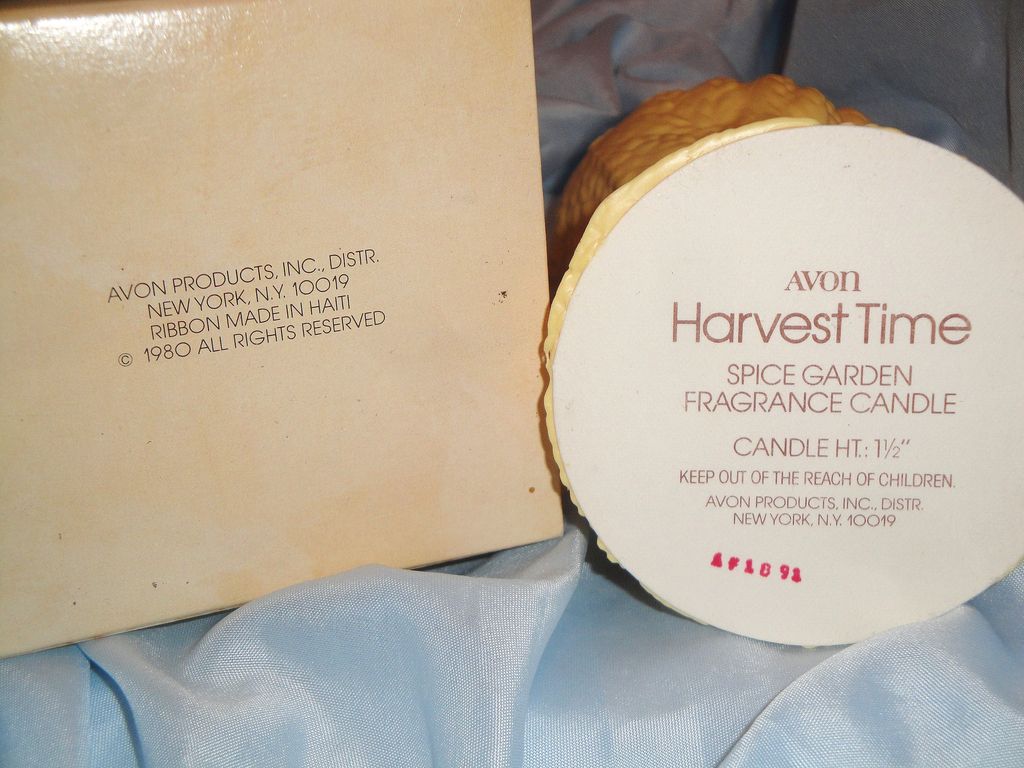 AVON PRODUCTS, INC., DISTR.
NEW YORK, N.Y. 10019
RIBBON MADE IN HAITI
© 1980 ALL RIGHTS RESERVED
AVON
Harvest Time
SPICE GARDEN
FRAGRANCE CANDLE
CANDLE HT.: 1½"
KEEP OUT OF THE REACH OF CHILDREN.
AVON PRODUCTS, INC., DISTR.
NEW YORK, N.Y. 10019